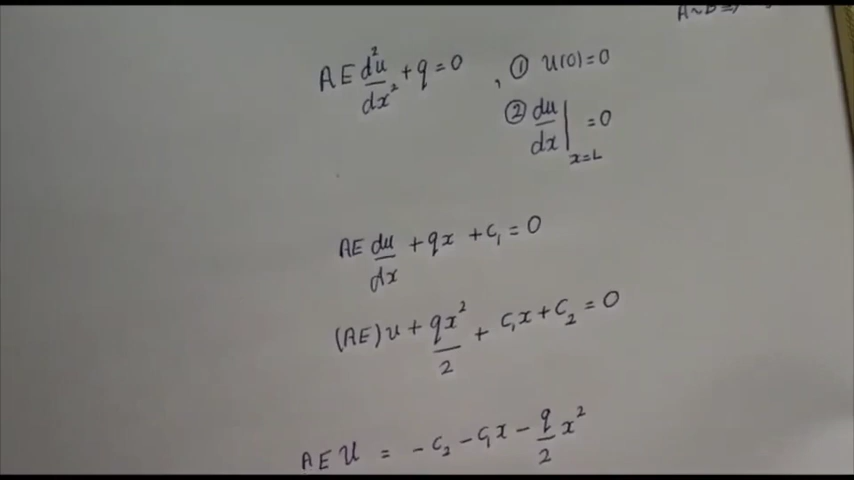 AE d²u/dx² + q = 0 , ① u(0) = 0
② du/dx |x=L = 0
AE du/dx + qx + C₁ = 0
(AE) u + qx²/2 + C₁x + C₂ = 0
AE u = - C₂ - C₁x - q/2 x²